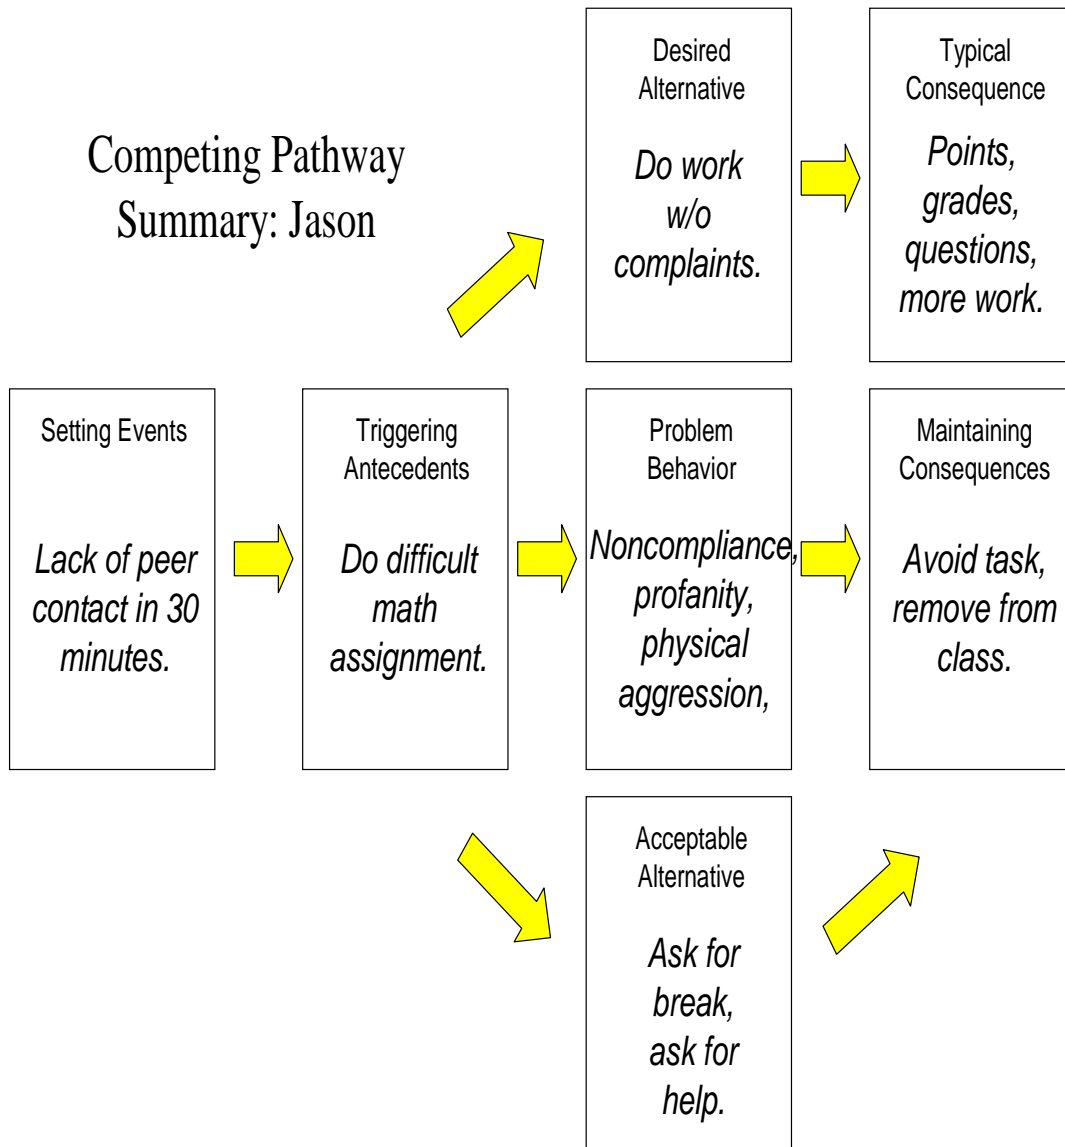 Competing Pathway
Summary: Jason
Desired
Alternative
Do work
w/o
complaints.
Typical
Consequence
Points,
grades,
questions,
more work.
Setting Events
Lack of peer
contact in 30
minutes.
Triggering
Antecedents
Do difficult
math
assignment.
Problem
Behavior
Noncompliance,
profanity,
physical
aggression,
Maintaining
Consequences
Avoid task,
remove from
class.
Acceptable
Alternative
Ask for
break,
ask for
help.